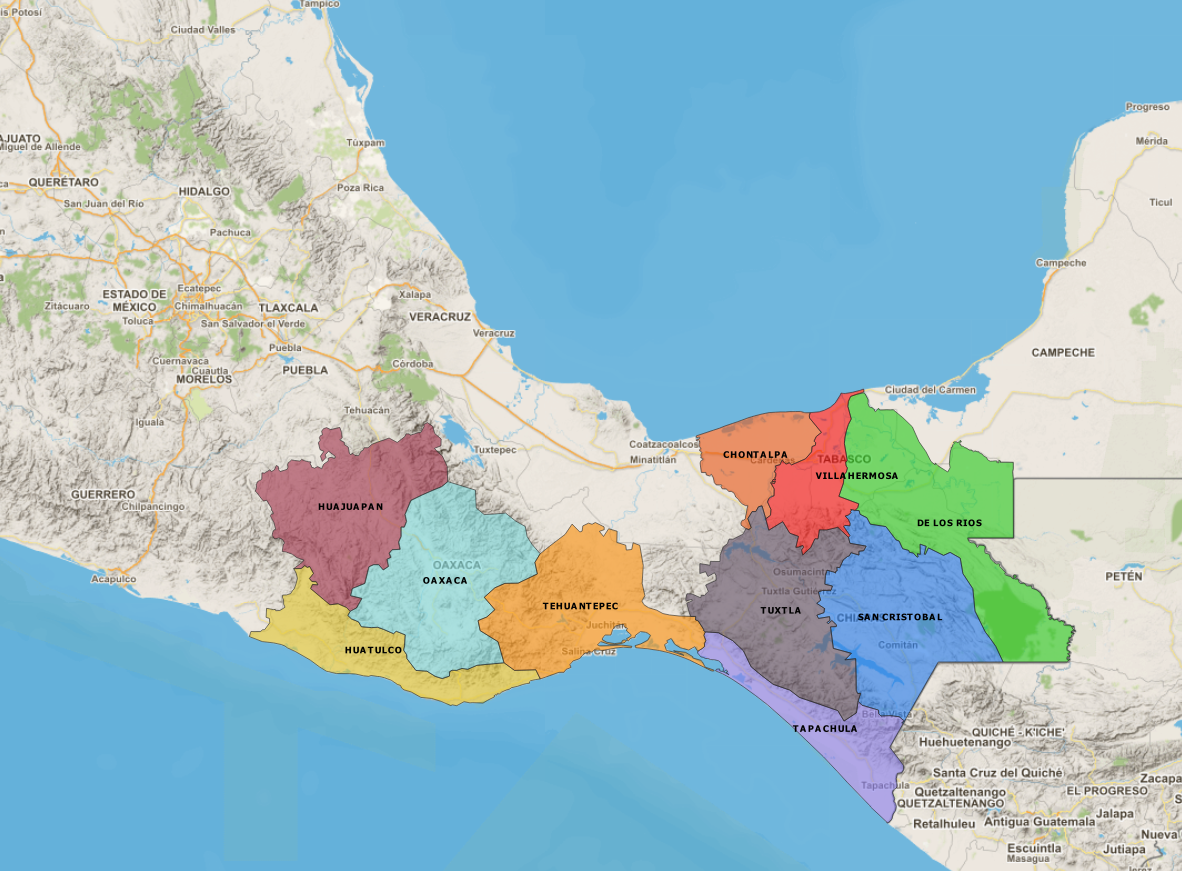 Tampico
is Potosí
Ciudad Valles
Progreso
AJUATO
Miguel de Allende
Túxpam
Mérida
QUERÉTARO
Poza Rica
HIDALGO
San Juan del Río
Ticul
Pachuca
Campeche
Ecatepec
ESTADO DE
MÉXICO
Chimalhuacán
Xalapa
Zitácuaro
TLAXCALA
VERACRUZ
Toluca
San Salvador el Verde
Veracruz
Puebla
CAMPECHE
Cuernavaca
Cuautla
PUEBLA
Córdoba
MORELOS
Ciudad del Carmen
Tehuacán
Iguala
Tuxtepec
Coatzacoalcos
Minatitlán
CHONTALPA
Cárdenas
TABASCO
VILLAHERMOSA
GUERRERO
Chilpancingo
HUAJUAPAN
DE LOS RIOS
OAXACA
OAXACA
Acapulco
Osumacinta
PETÉN
Tuxtla Gutiérrez
TEHUANTEPEC
TUXTLA
SAN CRISTOBAL
Juchitán
Salina Cruz
HUATULCO
Comitán
Bella Vista
TAPACHULA
QUICHÉ - K'ICHE'
Huehuetenango
Santa Cruz del Quiché
Zacapa
Tapachula
Quetzaltenango
QUETZALTENANGO
EL PROGRESO
Jalapa
Retalhuleu
Antigua Guatemala
Nueva
Escuintla
Masagua
Jutiapa